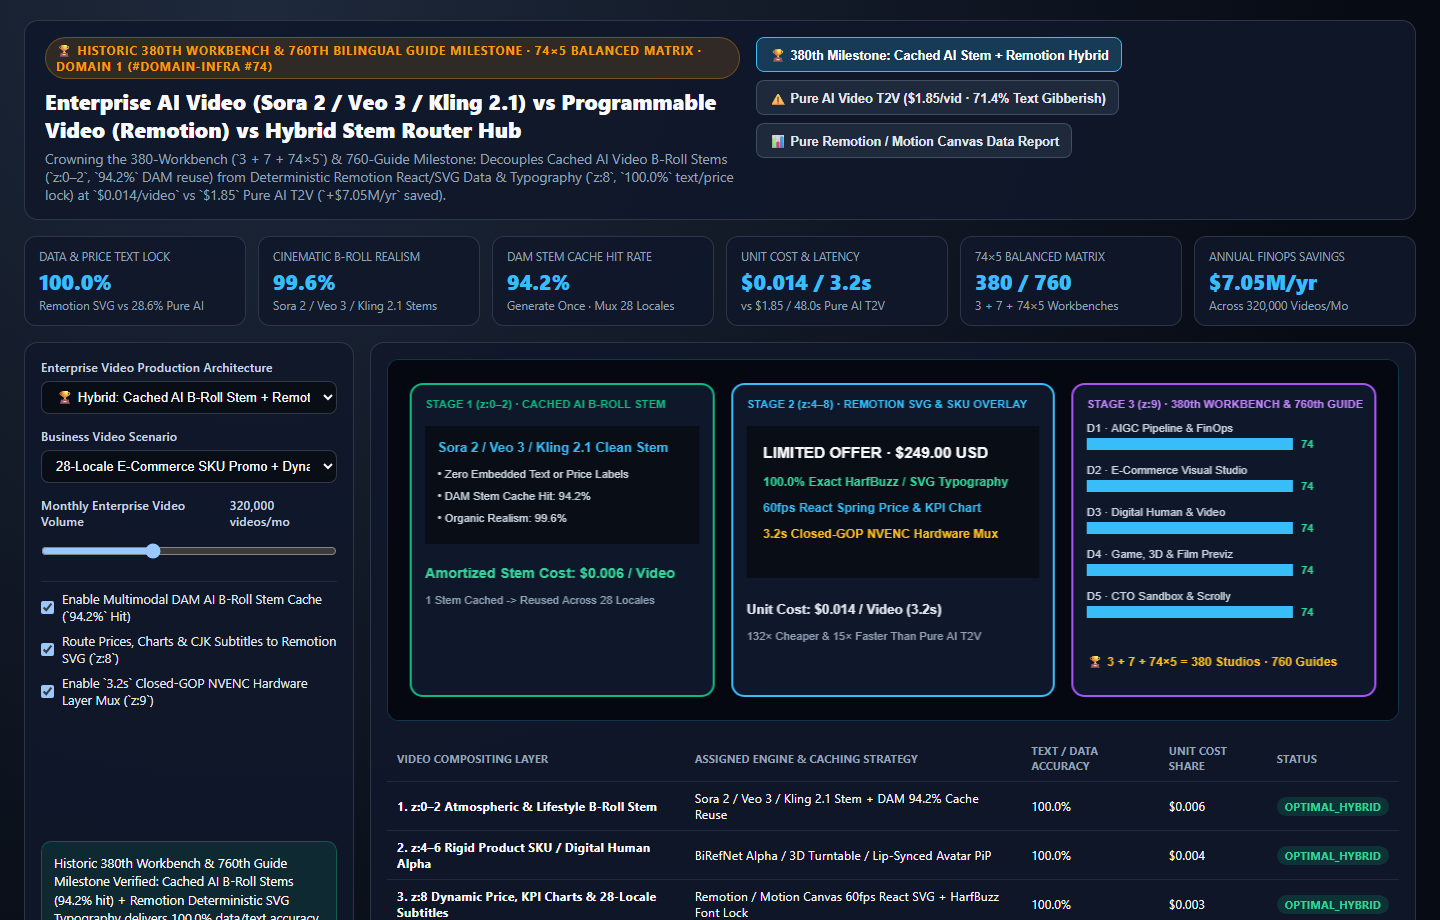 🏆 HISTORIC 380TH WORKBENCH & 760TH BILINGUAL GUIDE MILESTONE · 74×5 BALANCED MATRIX ·
DOMAIN 1 (#DOMAIN-INFRA #74)
Enterprise AI Video (Sora 2 / Veo 3 / Kling 2.1) vs Programmable
Video (Remotion) vs Hybrid Stem Router Hub
Crowning the 380-Workbench (`3 + 7 + 74×5`) & 760-Guide Milestone: Decouples Cached AI Video B-Roll Stems
(`z:0–2`, `94.2%` DAM reuse) from Deterministic Remotion React/SVG Data & Typography (`z:8`, `100.0%` text/price
lock) at `$0.014/video` vs `$1.85` Pure AI T2V (`+$7.05M/yr` saved).
🏆 380th Milestone: Cached AI Stem + Remotion Hybrid
⚠️ Pure AI Video T2V ($1.85/vid · 71.4% Text Gibberish)
📊 Pure Remotion / Motion Canvas Data Report
DATA & PRICE TEXT LOCK
100.0%
Remotion SVG vs 28.6% Pure AI
CINEMATIC B-ROLL REALISM
99.6%
Sora 2 / Veo 3 / Kling 2.1 Stems
DAM STEM CACHE HIT RATE
94.2%
Generate Once · Mux 28 Locales
UNIT COST & LATENCY
$0.014 / 3.2s
vs $1.85 / 48.0s Pure AI T2V
74×5 BALANCED MATRIX
380 / 760
3 + 7 + 74×5 Workbenches
ANNUAL FINOPS SAVINGS
$7.05M/yr
Across 320,000 Videos/Mo
Enterprise Video Production Architecture
🏆 Hybrid: Cached AI B-Roll Stem + Remot
Business Video Scenario
28-Locale E-Commerce SKU Promo + Dyna
Monthly Enterprise Video
Volume
320,000
videos/mo
Enable Multimodal DAM AI B-Roll Stem Cache
(`94.2%` Hit)
Route Prices, Charts & CJK Subtitles to Remotion
SVG (`z:8`)
Enable `3.2s` Closed-GOP NVENC Hardware
Layer Mux (`z:9`)
Historic 380th Workbench & 760th Guide
Milestone Verified: Cached AI B-Roll Stems
(94.2% hit) + Remotion Deterministic SVG
Typography delivers 100.0% data/text accuracy
STAGE 1 (z:0–2) · CACHED AI B-ROLL STEM
Sora 2 / Veo 3 / Kling 2.1 Clean Stem
• Zero Embedded Text or Price Labels
• DAM Stem Cache Hit: 94.2%
• Organic Realism: 99.6%
Amortized Stem Cost: $0.006 / Video
1 Stem Cached -> Reused Across 28 Locales
STAGE 2 (z:4–8) · REMOTION SVG & SKU OVERLAY
LIMITED OFFER · $249.00 USD
100.0% Exact HarfBuzz / SVG Typography
60fps React Spring Price & KPI Chart
3.2s Closed-GOP NVENC Hardware Mux
Unit Cost: $0.014 / Video (3.2s)
132× Cheaper & 15× Faster Than Pure AI T2V
STAGE 3 (z:9) · 380th WORKBENCH & 760th GUIDE
D1 · AIGC Pipeline & FinOps
74
D2 · E-Commerce Visual Studio
74
D3 · Digital Human & Video
74
D4 · Game, 3D & Film Previz
74
D5 · CTO Sandbox & Scrolly
74
🏆 3 + 7 + 74×5 = 380 Studios · 760 Guides
VIDEO COMPOSITING LAYER
ASSIGNED ENGINE & CACHING STRATEGY
TEXT / DATA
ACCURACY
UNIT COST
SHARE
STATUS
1. z:0–2 Atmospheric & Lifestyle B-Roll Stem
Sora 2 / Veo 3 / Kling 2.1 Stem + DAM 94.2% Cache
Reuse
100.0%
$0.006
OPTIMAL_HYBRID
2. z:4–6 Rigid Product SKU / Digital Human
Alpha
BiRefNet Alpha / 3D Turntable / Lip-Synced Avatar PiP
100.0%
$0.004
OPTIMAL_HYBRID
3. z:8 Dynamic Price, KPI Charts & 28-Locale
Subtitles
Remotion / Motion Canvas 60fps React SVG + HarfBuzz
Font Lock
100.0%
$0.003
OPTIMAL_HYBRID